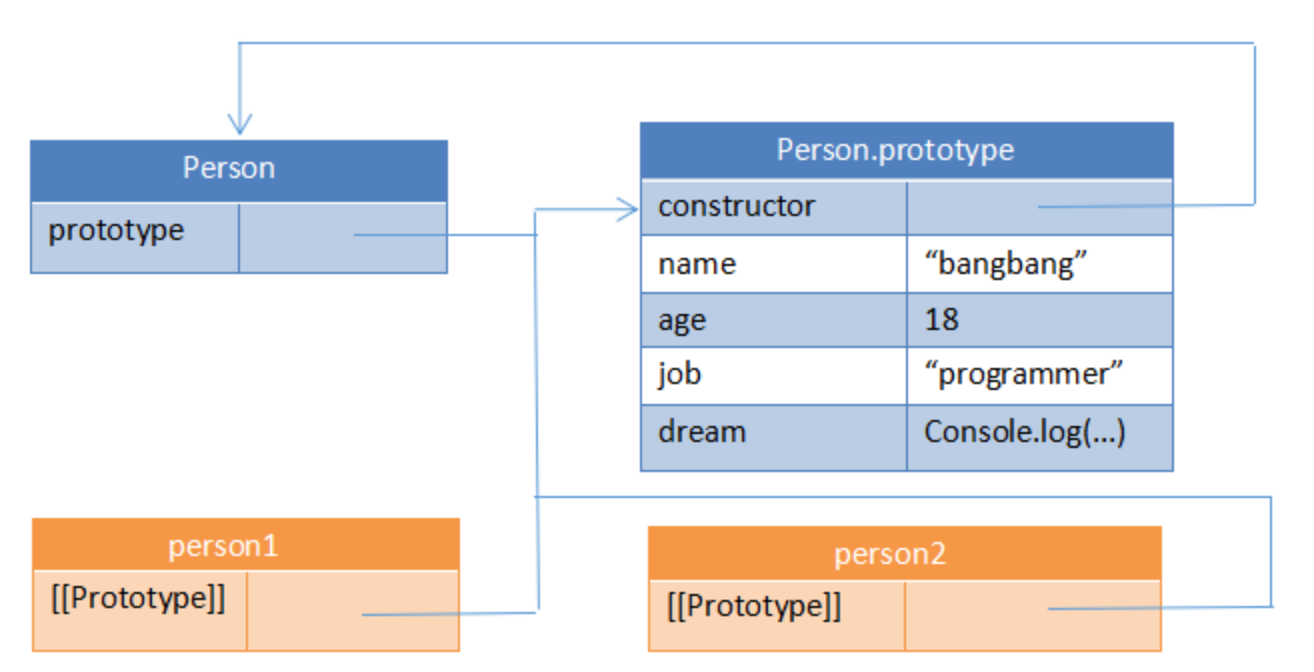 Person
prototype
Person.prototype
constructor
name “bangbang”
age 18
job “programmer”
dream Console.log(...)
person1
[[Prototype]]
person2
[[Prototype]]